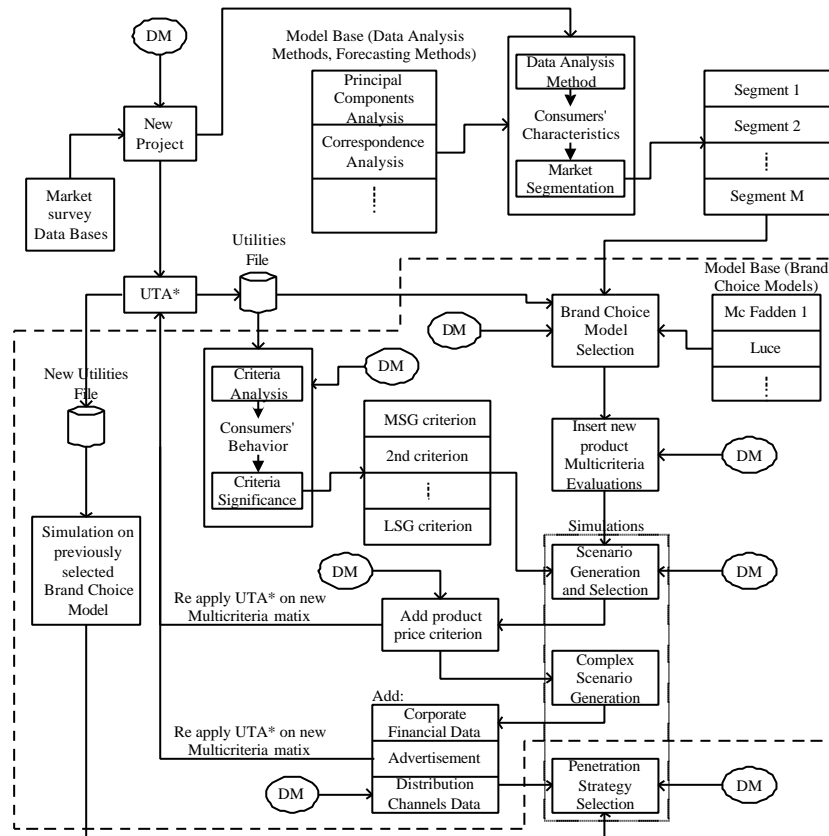 DM
Model Base (Data Analysis
Methods, Forecasting Methods)
Principal
Components
Analysis
Correspondence
Analysis
Data Analysis
Method
Consumers'
Characteristics
Market
Segmentation
Segment 1
Segment 2
Segment M
New
Project
Market
survey
Data Bases
Utilities
File
UTA*
Model Base (Brand
Choice Models)
Brand Choice
Model
Selection
DM
Mc Fadden 1
Luce
New Utilities
File
Criteria
Analysis
Consumers'
Behavior
Criteria
Significance
DM
MSG criterion
2nd criterion
LSG criterion
Insert new
product
Multicriteria
Evaluations
DM
Simulations
Simulation on
previously
selected
Brand Choice
Model
Scenario
Generation
and Selection
DM
DM
Re apply UTA* on new
Multicriteria matix
Add product
price criterion
Complex
Scenario
Generation
Add:
Corporate
Financial Data
Advertisement
Distribution
Channels Data
Re apply UTA* on new
Multicriteria matix
DM
Penetration
Strategy
Selection
DM